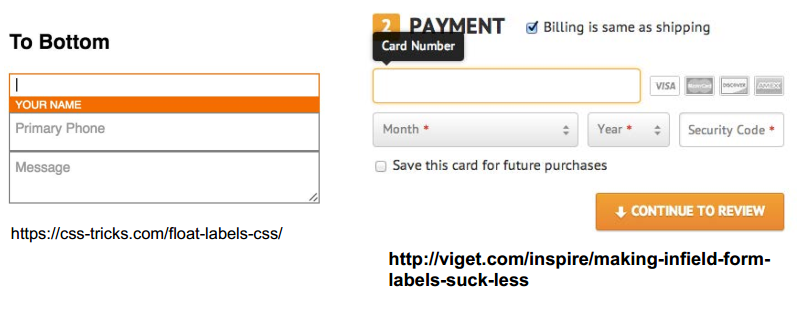 To Bottom
YOUR NAME
Primary Phone
Message
https://css-tricks.com/float-labels-css/
2 PAYMENT
Billing is same as shipping
Card Number
VISA DISCOVER AMEX
Month *
Year *
Security Code *
Save this card for future purchases
CONTINUE TO REVIEW
http://viget.com/inspire/making-infield-form-
labels-suck-less